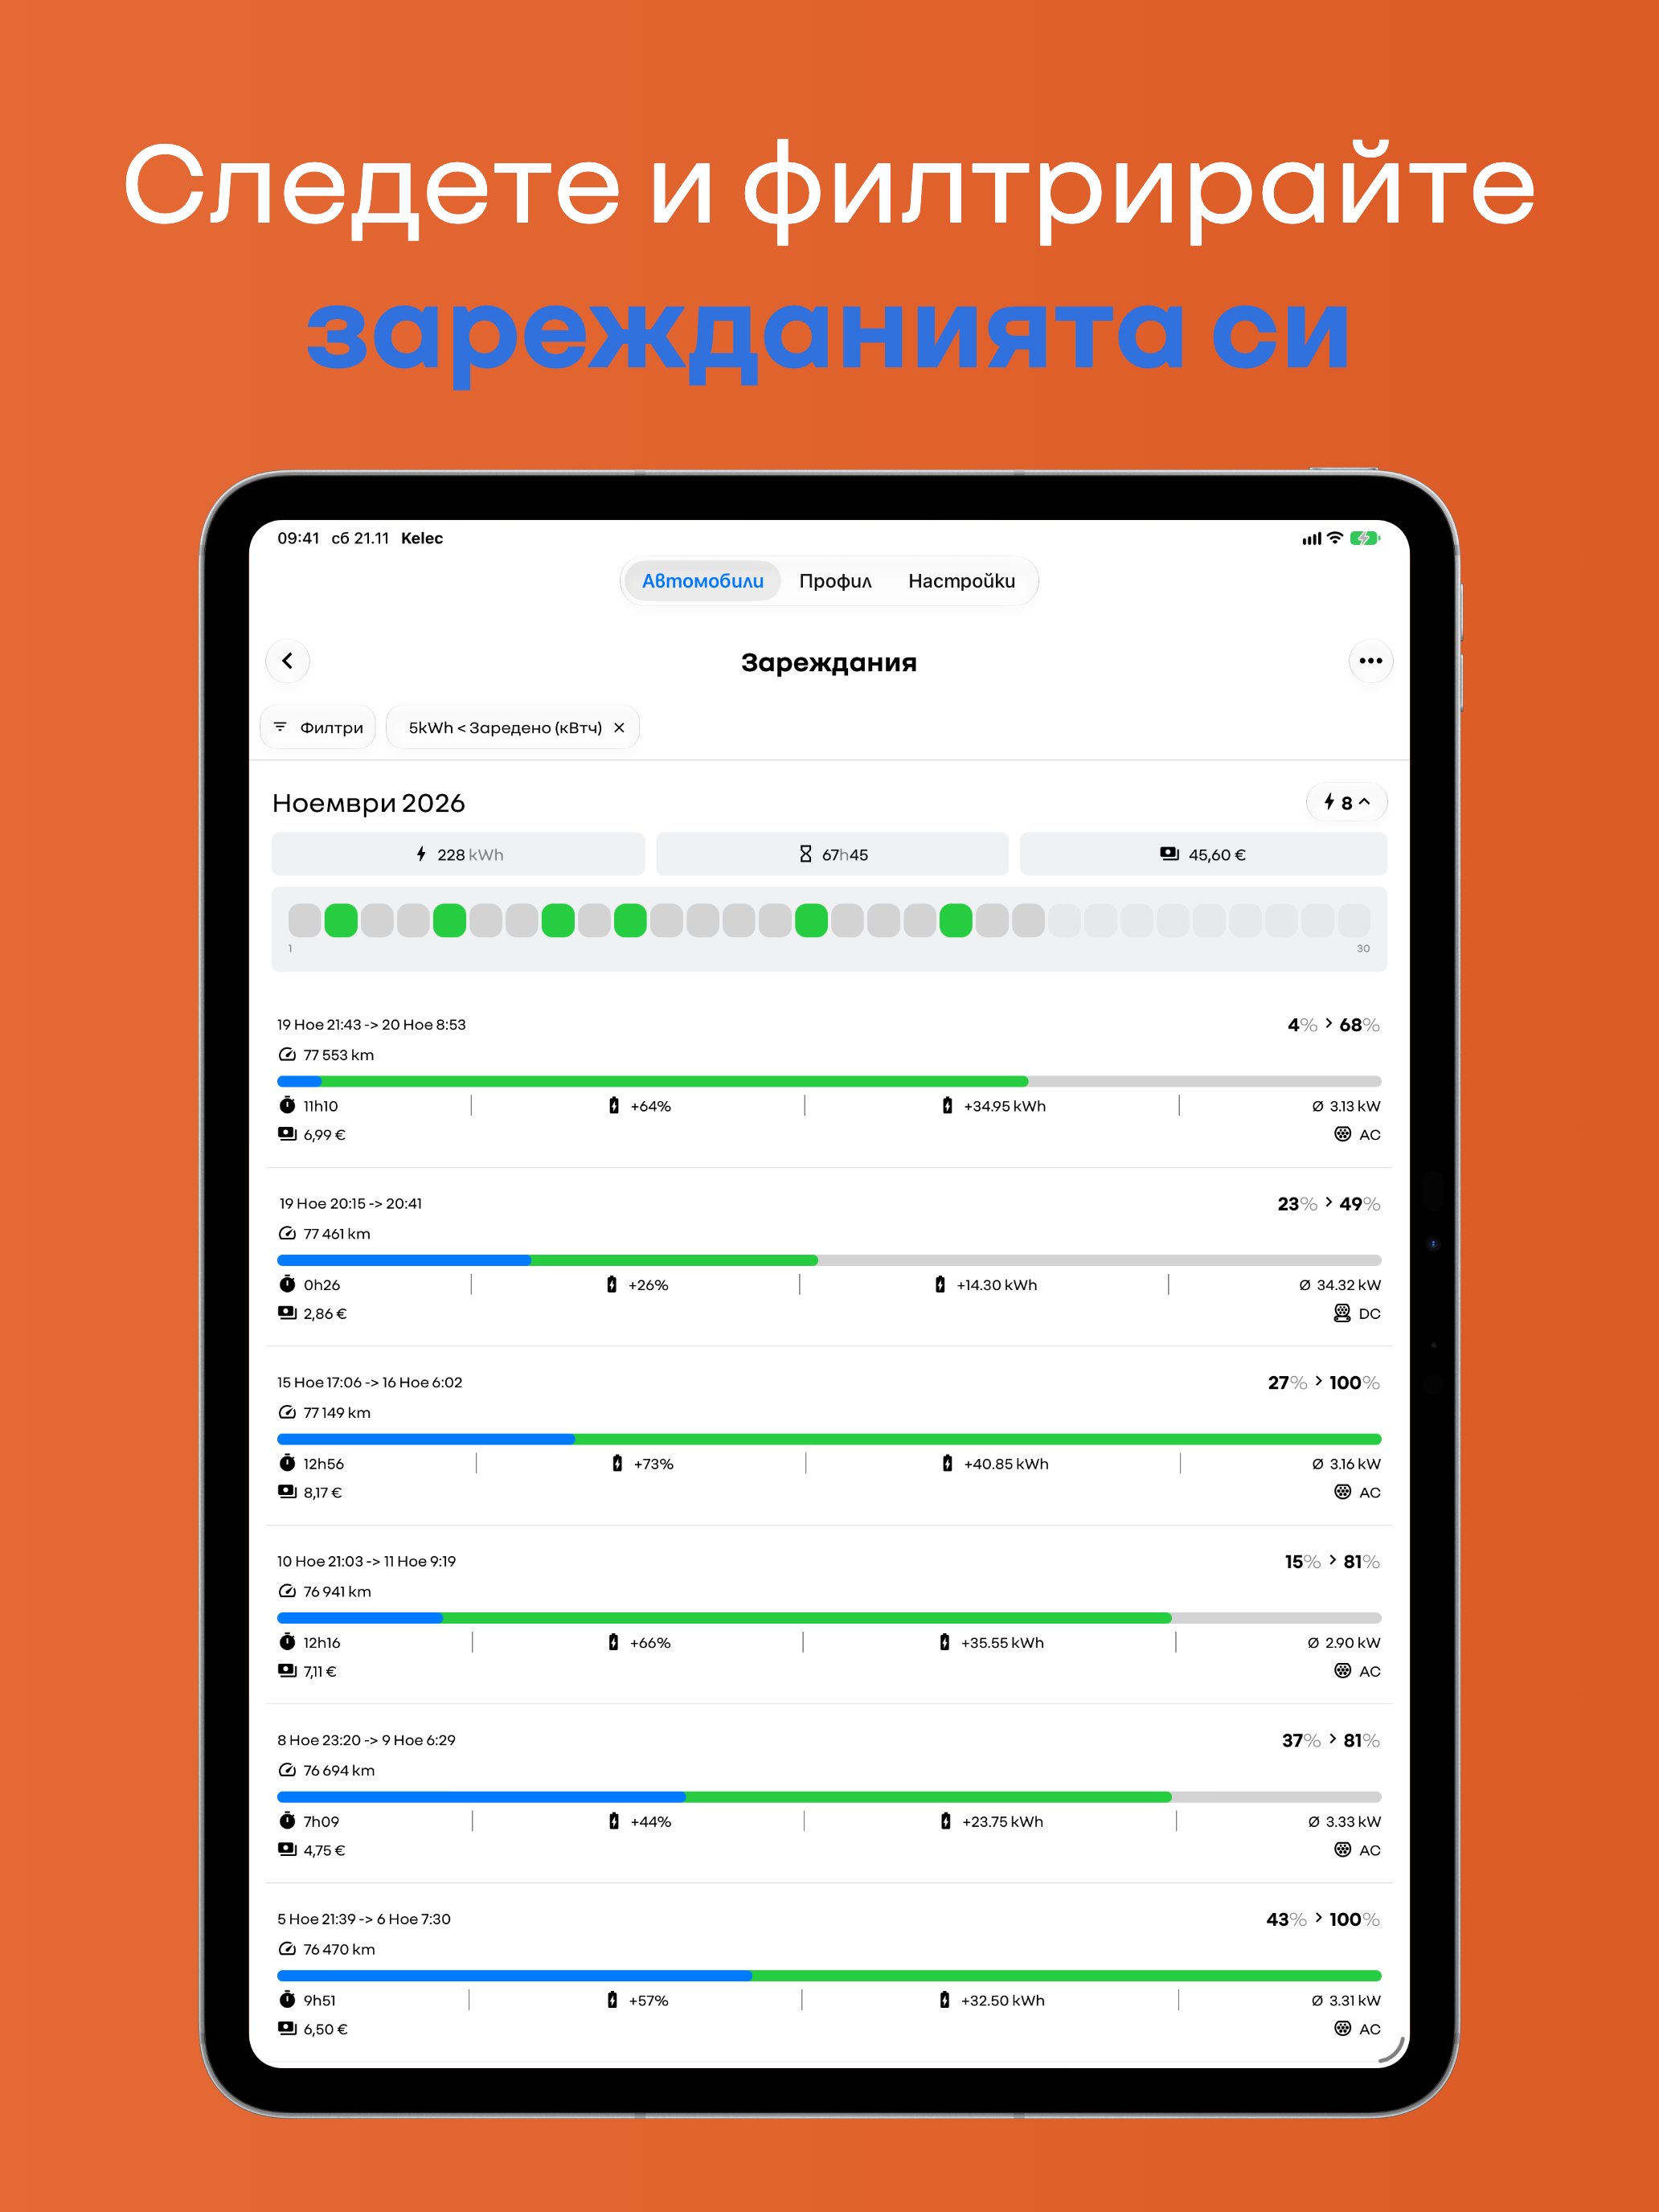 Следете и филтрирайте
зарежданията си
09:41 сб 21.11 Kelec
Автомобили Профил Настройки
Зареждания
Филтри 5kWh < Заредено (кВтч)
Ноември 2026 8
228 kWh 67h45 45,60 €
1 30
19 Ное 21:43 -> 20 Ное 8:53 4% > 68%
77 553 km
11h10 +64% +34.95 kWh Ø 3.13 kW
6,99 € AC
19 Ное 20:15 -> 20:41 23% > 49%
77 461 km
0h26 +26% +14.30 kWh Ø 34.32 kW
2,86 € DC
15 Ное 17:06 -> 16 Ное 6:02 27% > 100%
77 149 km
12h56 +73% +40.85 kWh Ø 3.16 kW
8,17 € AC
10 Ное 21:03 -> 11 Ное 9:19 15% > 81%
76 941 km
12h16 +66% +35.55 kWh Ø 2.90 kW
7,11 € AC
8 Ное 23:20 -> 9 Ное 6:29 37% > 81%
76 694 km
7h09 +44% +23.75 kWh Ø 3.33 kW
4,75 € AC
5 Ное 21:39 -> 6 Ное 7:30 43% > 100%
76 470 km
9h51 +57% +32.50 kWh Ø 3.31 kW
6,50 € AC